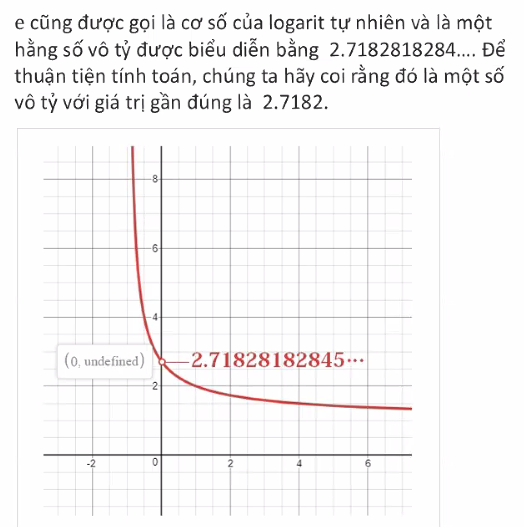 e cũng được gọi là cơ số của logarit tự nhiên và là một
hằng số vô tỷ được biểu diễn bằng 2.7182818284.... Để
thuận tiện tính toán, chúng ta hãy coi rằng đó là một số
vô tỷ với giá trị gần đúng là 2.7182.
8
6
4
(0, undefined)
2.71828182845···
2
-2
0
2
4
6